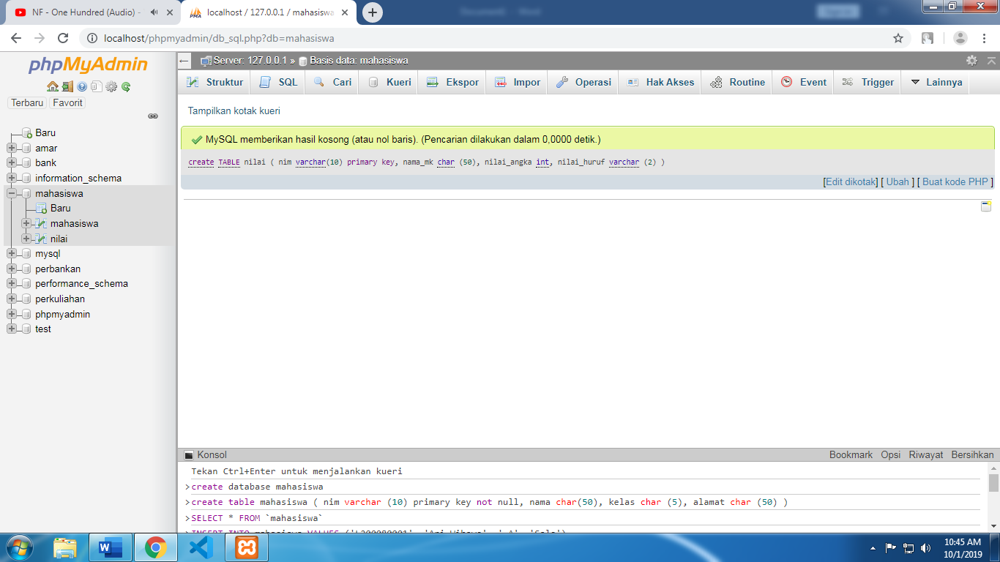 NF - One Hundred (Audio) -
localhost / 127.0.0.1 / mahasiswa
localhost/phpmyadmin/db_sql.php?db=mahasiswa
phpMyAdmin
Terbaru Favorit
Baru
amar
bank
information_schema
mahasiswa
Baru
mahasiswa
nilai
mysql
perbankan
performance_schema
perkuliahan
phpmyadmin
test
Server: 127.0.0.1 » Basis data: mahasiswa
Struktur SQL Cari Kueri Ekspor Impor Operasi Hak Akses Routine Event Trigger Lainnya
Tampilkan kotak kueri
MySQL memberikan hasil kosong (atau nol baris). (Pencarian dilakukan dalam 0,0000 detik.)
create TABLE nilai ( nim varchar(10) primary key, nama_mk char (50), nilai_angka int, nilai_huruf varchar (2) )
[Edit dikotak] [ Ubah ] [ Buat kode PHP ]
Konsol Bookmark Opsi Riwayat Bersihkan
Tekan Ctrl+Enter untuk menjalankan kueri
>create database mahasiswa
>create table mahasiswa ( nim varchar (10) primary key not null, nama char(50), kelas char (5), alamat char (50) )
>SELECT * FROM `mahasiswa`
>INSERT INTO mahasiswa VALUES
10:45 AM
10/1/2019